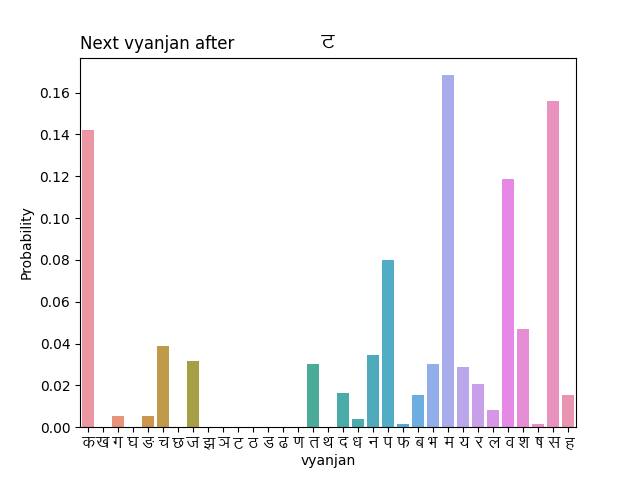 Next vyanjan after ट
0.16
0.14
0.12
0.10
0.08
0.06
0.04
0.02
0.00
Probability
क ख ग घ ङ च छ ज झ ञ ट ठ ड ढ ण त थ द ध न प फ ब भ म य र ल व श ष स ह
vyanjan